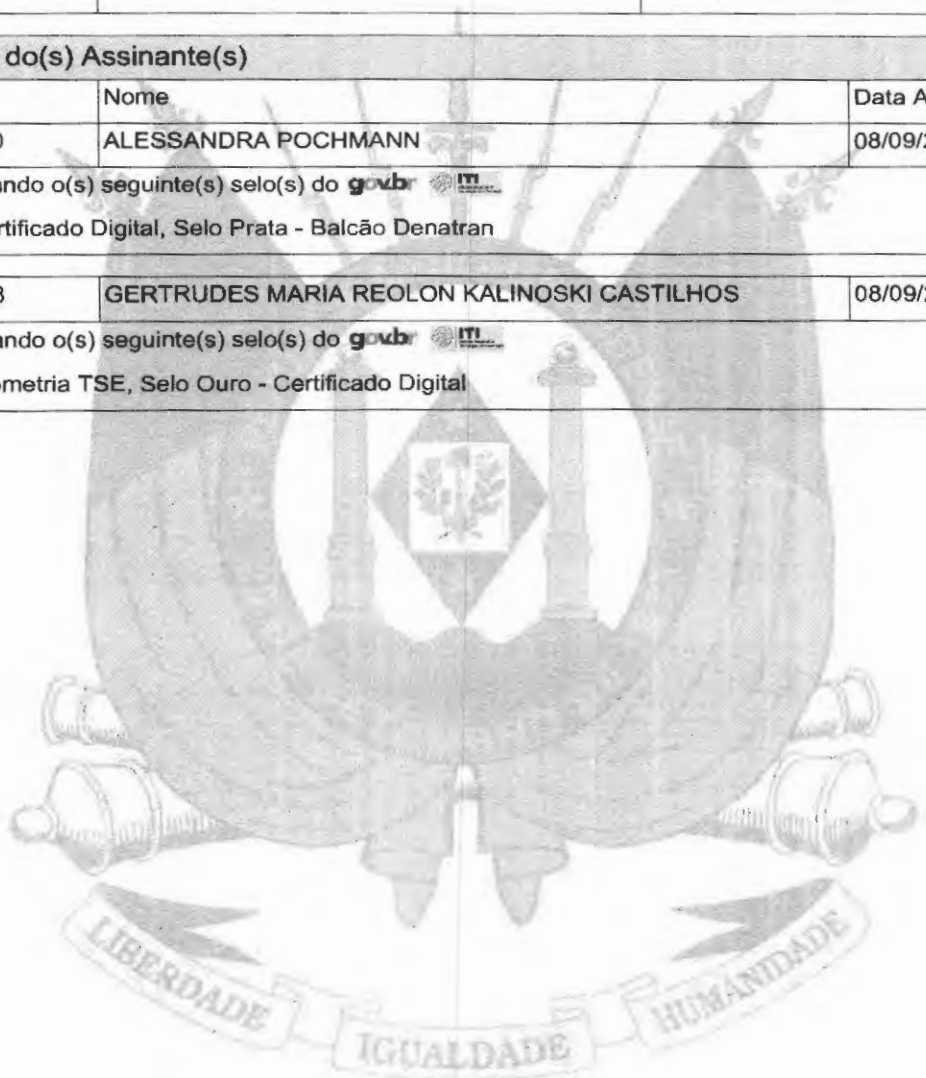 do(s) Assinante(s)
Nome Data A
ALESSANDRA POCHMANN 08/09/2
ando o(s) seguinte(s) selo(s) do gov.br ITI
rtificado Digital, Selo Prata - Balcão Denatran
3 GERTRUDES MARIA REOLON KALINOSKI CASTILHOS 08/09/2
ando o(s) seguinte(s) selo(s) do gov.br ITI
ometria TSE, Selo Ouro - Certificado Digital
LIBERDADE IGUALDADE HUMANIDADE